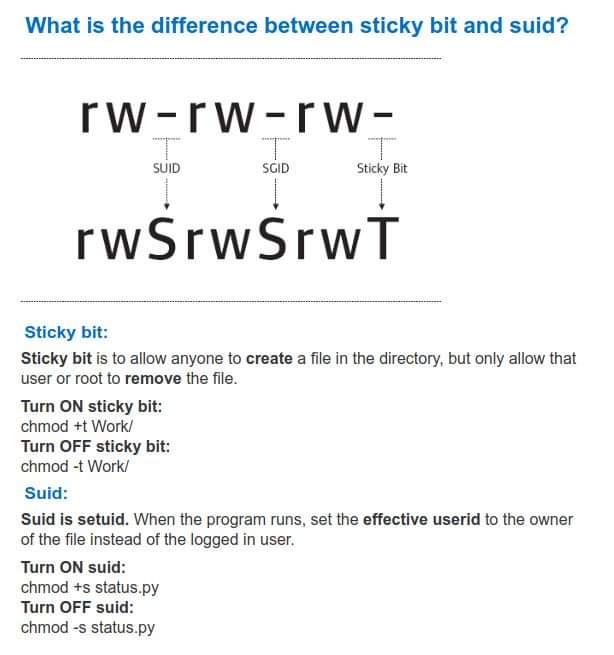 What is the difference between sticky bit and suid?
rw-rw-rw-
SUID SGID Sticky Bit
rwSrwSrwT
Sticky bit:
Sticky bit is to allow anyone to create a file in the directory, but only allow that
user or root to remove the file.
Turn ON sticky bit:
chmod +t Work/
Turn OFF sticky bit:
chmod -t Work/
Suid:
Suid is setuid. When the program runs, set the effective userid to the owner
of the file instead of the logged in user.
Turn ON suid:
chmod +s status.py
Turn OFF suid:
chmod -s status.py